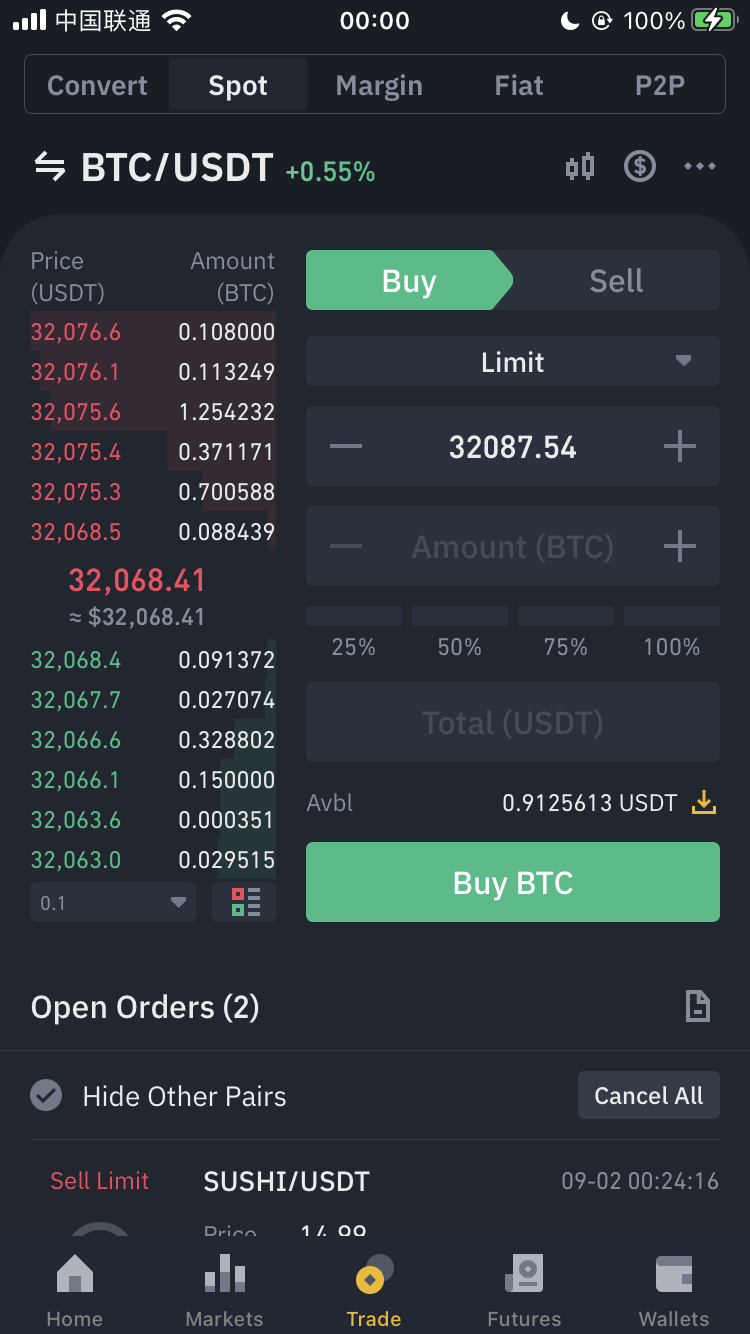 中国联通 00:00 100%
Convert Spot Margin Fiat P2P
BTC/USDT +0.55%
Price Amount
(USDT) (BTC)
32,076.6 0.108000
32,076.1 0.113249
32,075.6 1.254232
32,075.4 0.371171
32,075.3 0.700588
32,068.5 0.088439
32,068.41
≈ $32,068.41
32,068.4 0.091372
32,067.7 0.027074
32,066.6 0.328802
32,066.1 0.150000
32,063.6 0.000351
32,063.0 0.029515
0.1
Buy Sell
Limit
32087.54
Amount (BTC)
25% 50% 75% 100%
Total (USDT)
Avbl 0.9125613 USDT
Buy BTC
Open Orders (2)
Hide Other Pairs Cancel All
Sell Limit SUSHI/USDT 09-02 00:24:16
Price 14.99
Home Markets Trade Futures Wallets